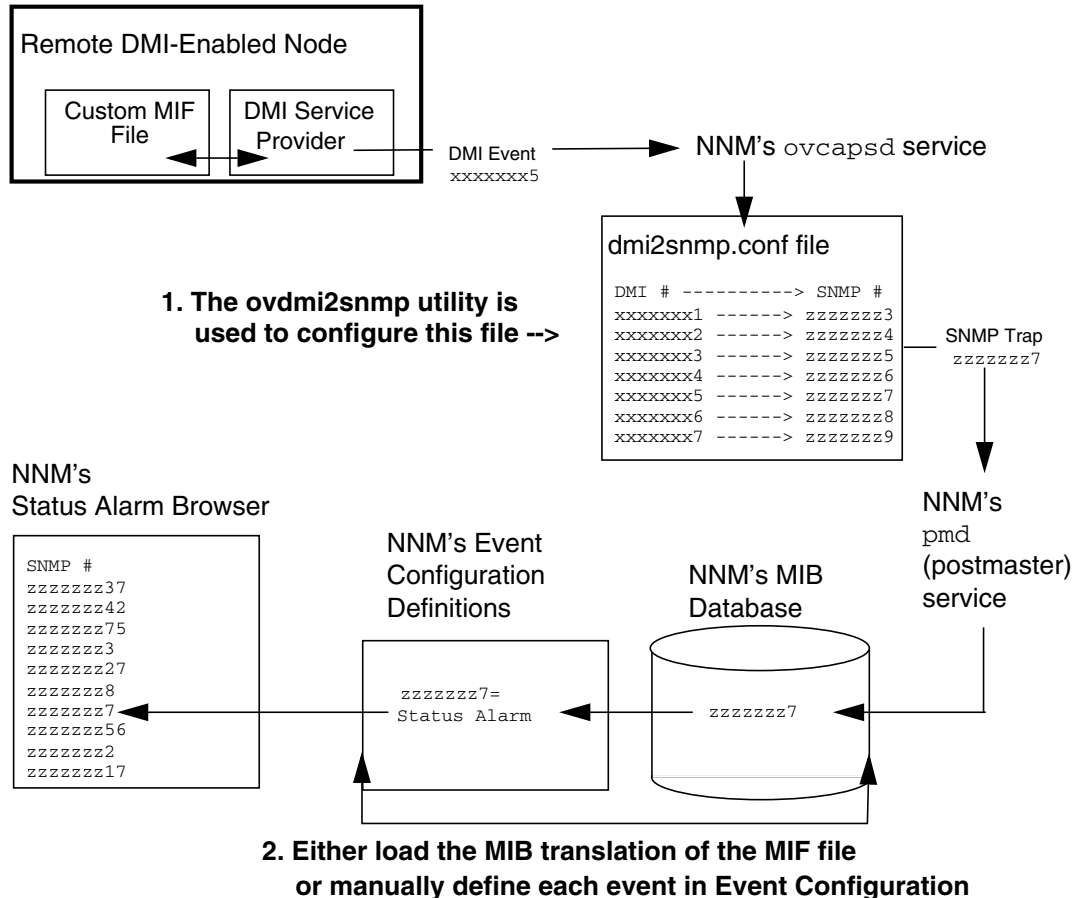 Remote DMI-Enabled Node
Custom MIF
File
DMI Service
Provider
DMI Event
xxxxxxx5
NNM's ovcapsd service
dmi2snmp.conf file
DMI # ----------> SNMP #
xxxxxxx1 ------> zzzzzzz3
xxxxxxx2 ------> zzzzzzz4
xxxxxxx3 ------> zzzzzzz5
xxxxxxx4 ------> zzzzzzz6
xxxxxxx5 ------> zzzzzzz7
xxxxxxx6 ------> zzzzzzz8
xxxxxxx7 ------> zzzzzzz9
1. The ovdmi2snmp utility is
used to configure this file -->
SNMP Trap
zzzzzzz7
NNM's
pmd
(postmaster)
service
NNM's MIB
Database
zzzzzzz7
NNM's Event
Configuration
Definitions
zzzzzzz7=
Status Alarm
NNM's
Status Alarm Browser
SNMP #
zzzzzzz37
zzzzzzz42
zzzzzzz75
zzzzzzz3
zzzzzzz27
zzzzzzz8
zzzzzzz7
zzzzzzz56
zzzzzzz2
zzzzzzz17
2. Either load the MIB translation of the MIF file
or manually define each event in Event Configuration